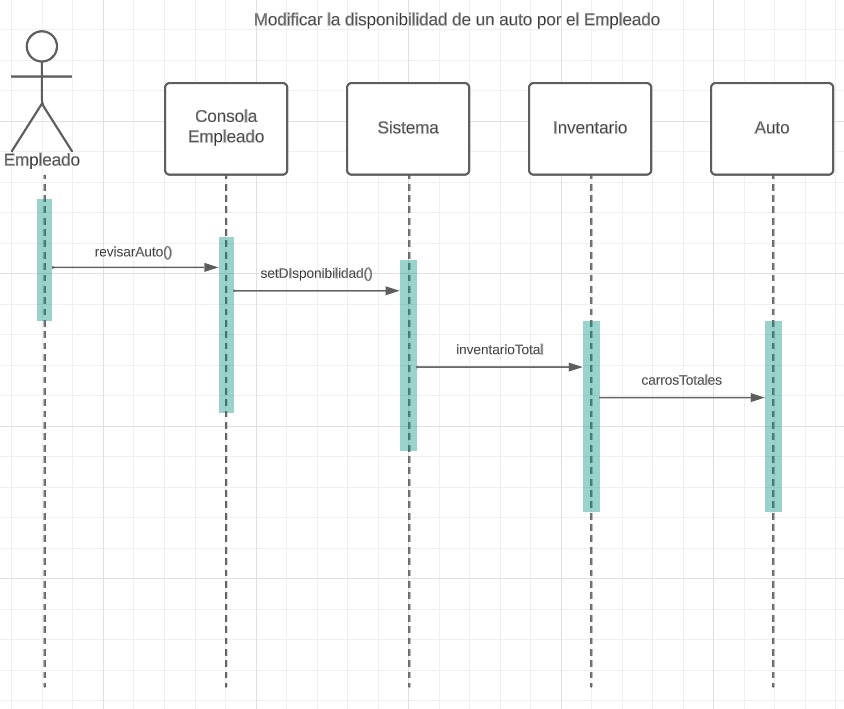 Modificar la disponibilidad de un auto por el Empleado
Empleado
Consola
Empleado
Sistema
Inventario
Auto
revisarAuto()
setDIsponibilidad()
inventarioTotal
carrosTotales